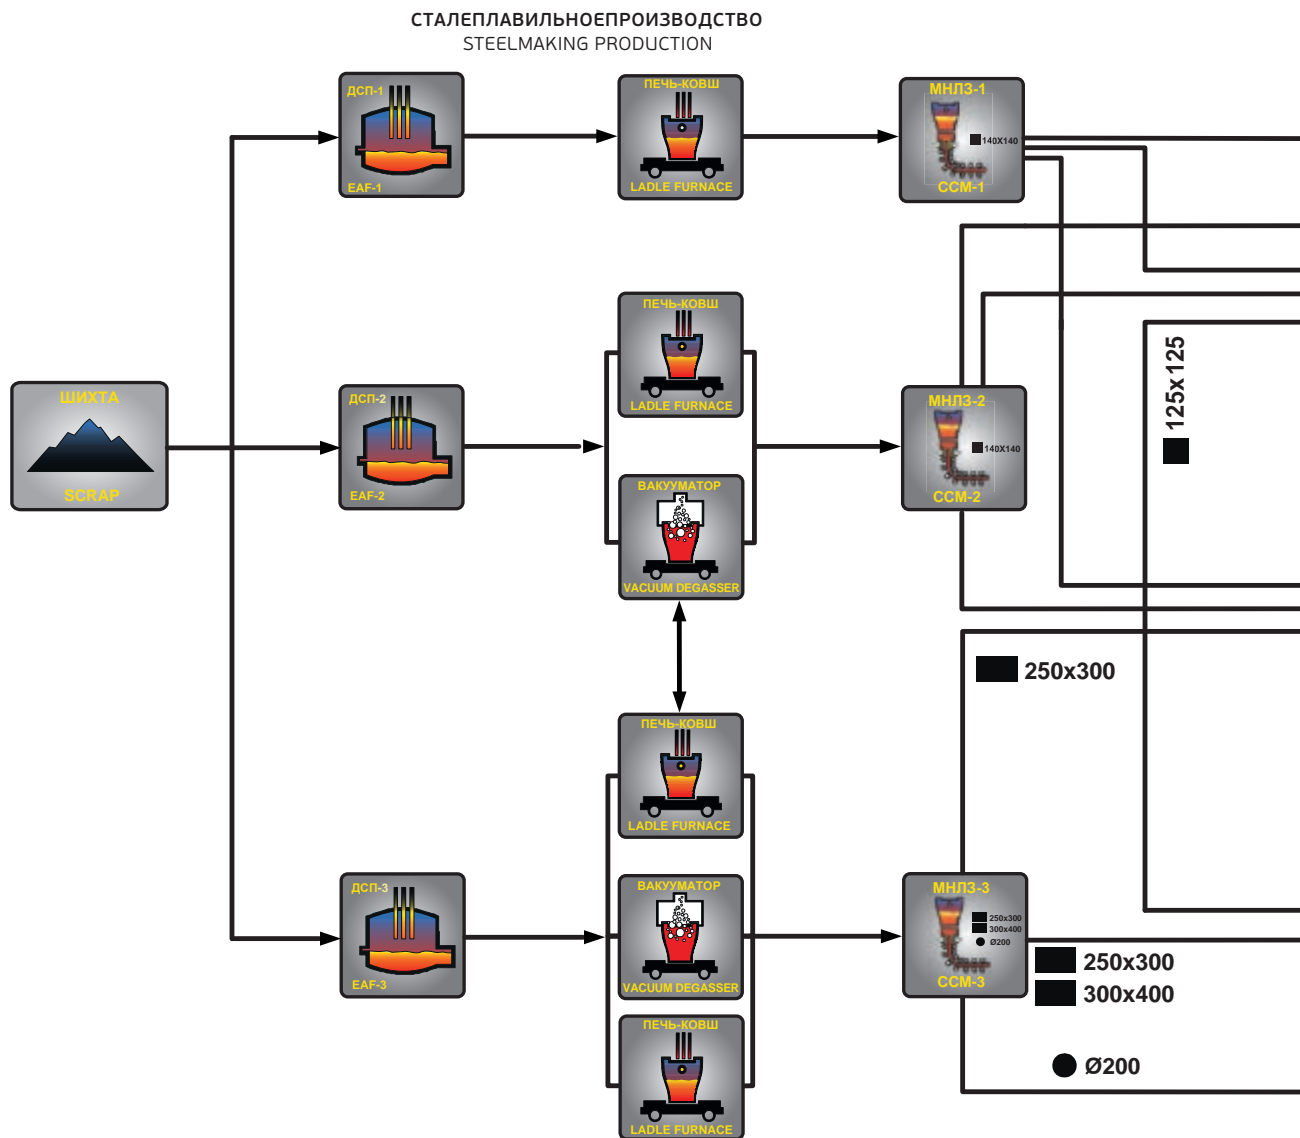 СТАЛЕПЛАВИЛЬНОЕПРОИЗВОДСТВО
STEELMAKING PRODUCTION
ДСП-1
EAF-1
ПЕЧЬ-КОВШ
LADLE FURNACE
МНЛЗ-1
140X140
CCM-1
ШИХТА
SCRAP
ДСП-2
EAF-2
ПЕЧЬ-КОВШ
LADLE FURNACE
ВАКУУМАТОР
VACUUM DEGASSER
МНЛЗ-2
140X140
CCM-2
125x125
250x300
ДСП-3
EAF-3
ПЕЧЬ-КОВШ
LADLE FURNACE
ВАКУУМАТОР
VACUUM DEGASSER
ПЕЧЬ-КОВШ
LADLE FURNACE
МНЛЗ-3
250x300
300x400
Ø200
CCM-3
250x300
300x400
Ø200